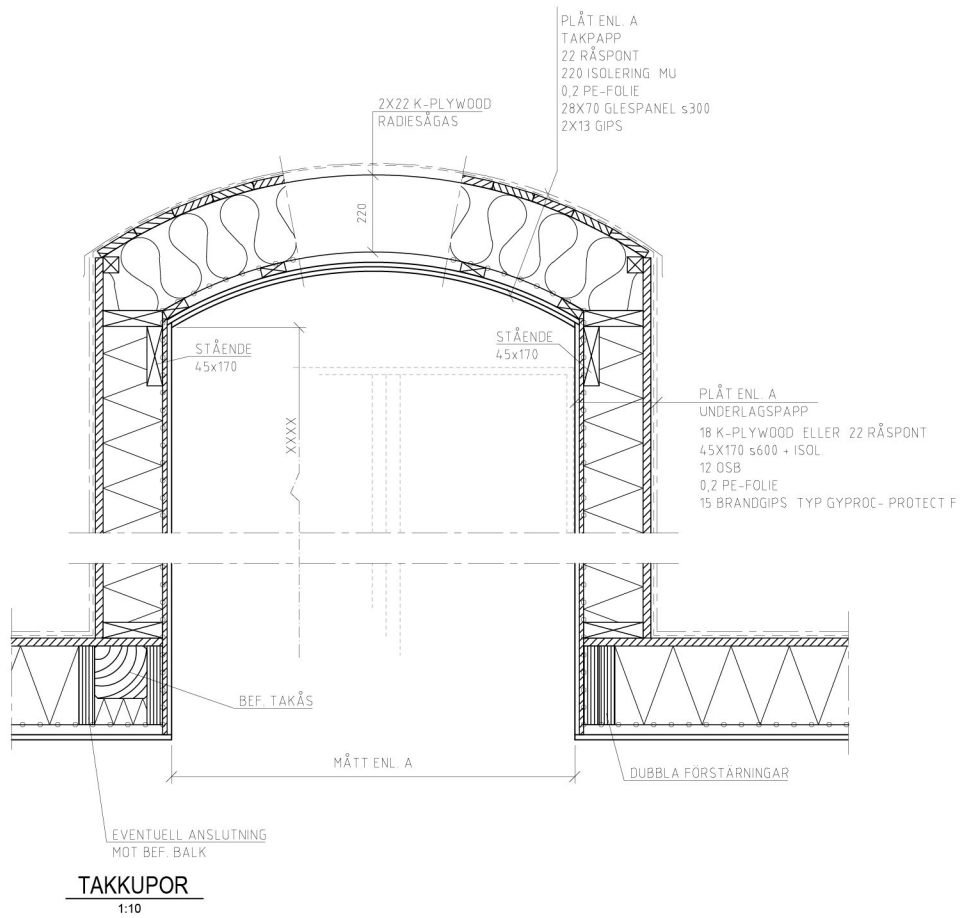 PLÅT ENL. A
TAKPAPP
22 RÅSPONT
220 ISOLERING MU
0,2 PE-FOLIE
28X70 GLESPANEL s300
2X13 GIPS
2X22 K-PLYWOOD
RADIESÅGAS
220
STÅENDE
45x170
STÅENDE
45x170
XXXX
PLÅT ENL. A
UNDERLAGSPAPP
18 K-PLYWOOD ELLER 22 RÅSPONT
45X170 s600 + ISOL
12 OSB
0,2 PE-FOLIE
15 BRANDGIPS TYP GYPROC- PROTECT F
BEF. TAKÅS
MÅTT ENL. A
DUBBLA FÖRSTÄRNINGAR
EVENTUELL ANSLUTNING
MOT BEF. BALK
TAKKUPOR
1:10